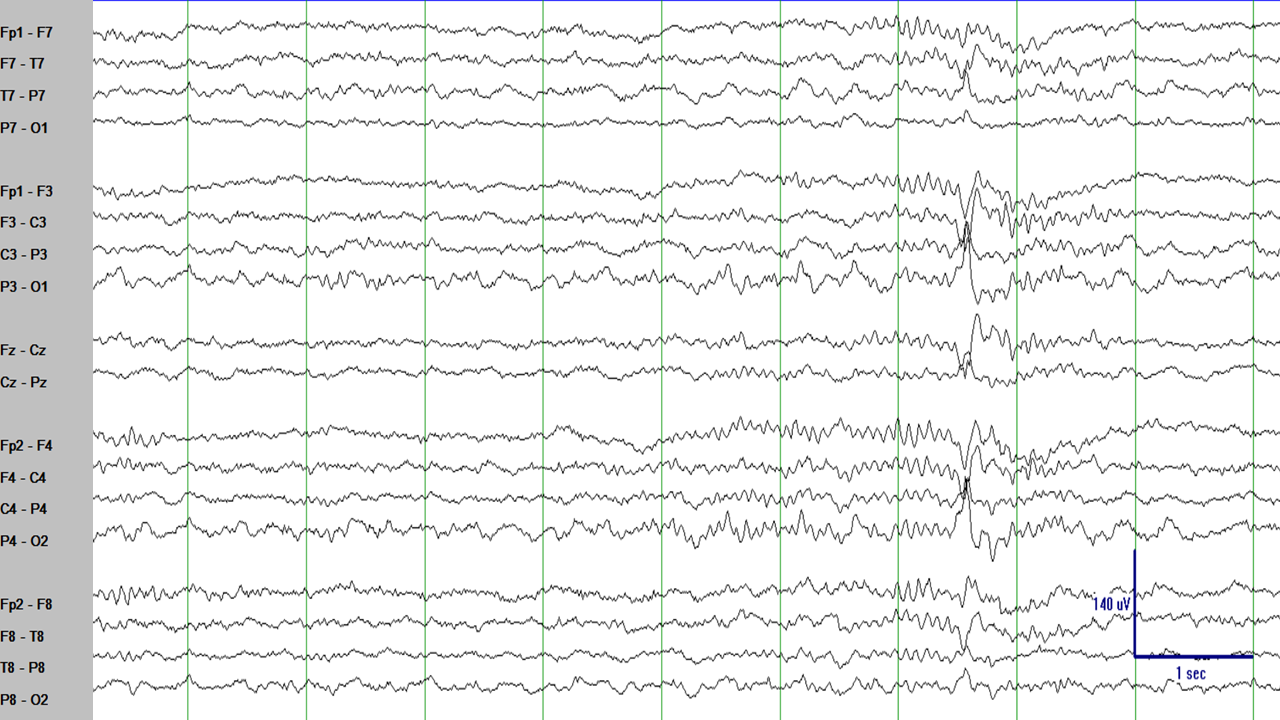 Fp1 - F7
F7 - T7
T7 - P7
P7 - O1
Fp1 - F3
F3 - C3
C3 - P3
P3 - O1
Fz - Cz
Cz - Pz
Fp2 - F4
F4 - C4
C4 - P4
P4 - O2
Fp2 - F8
F8 - T8
T8 - P8
P8 - O2
140 uV
1 sec